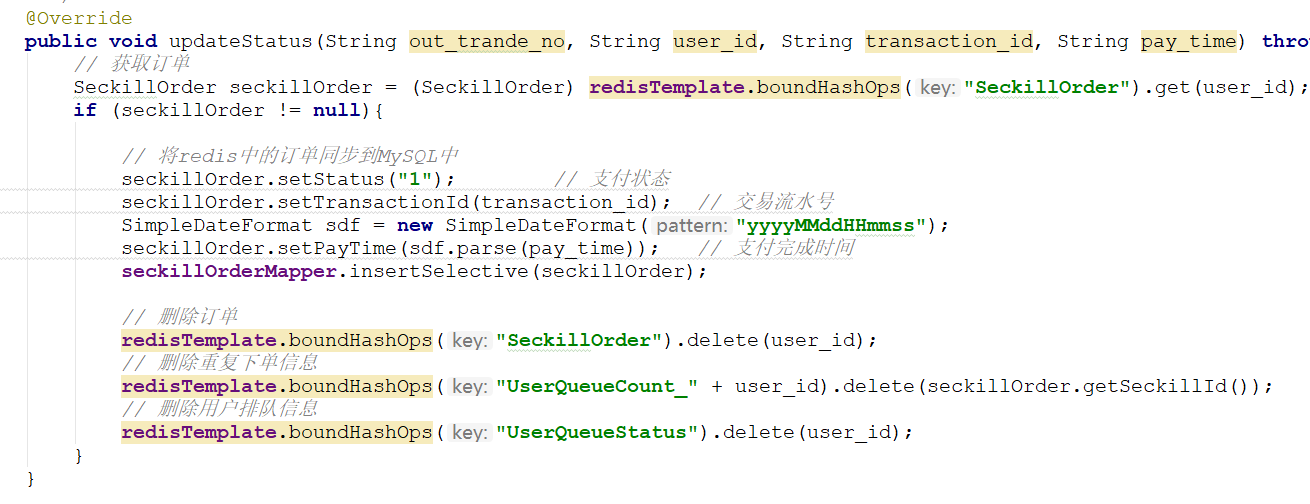 @Override
public void updateStatus(String out_trande_no, String user_id, String transaction_id, String pay_time) thro
// 获取订单
SeckillOrder seckillOrder = (SeckillOrder) redisTemplate.boundHashOps( key: "SeckillOrder").get(user_id);
if (seckillOrder != null){
// 将redis中的订单同步到MySQL中
seckillOrder.setStatus("1"); // 支付状态
seckillOrder.setTransactionId(transaction_id); // 交易流水号
SimpleDateFormat sdf = new SimpleDateFormat( pattern: "yyyyMMddHHmmss");
seckillOrder.setPayTime(sdf.parse(pay_time)); // 支付完成时间
seckillOrderMapper.insertSelective(seckillOrder);
// 删除订单
redisTemplate.boundHashOps( key: "SeckillOrder").delete(user_id);
// 删除重复下单信息
redisTemplate.boundHashOps( key: "UserQueueCount_" + user_id).delete(seckillOrder.getSeckillId());
// 删除用户排队信息
redisTemplate.boundHashOps( key: "UserQueueStatus").delete(user_id);
}
}